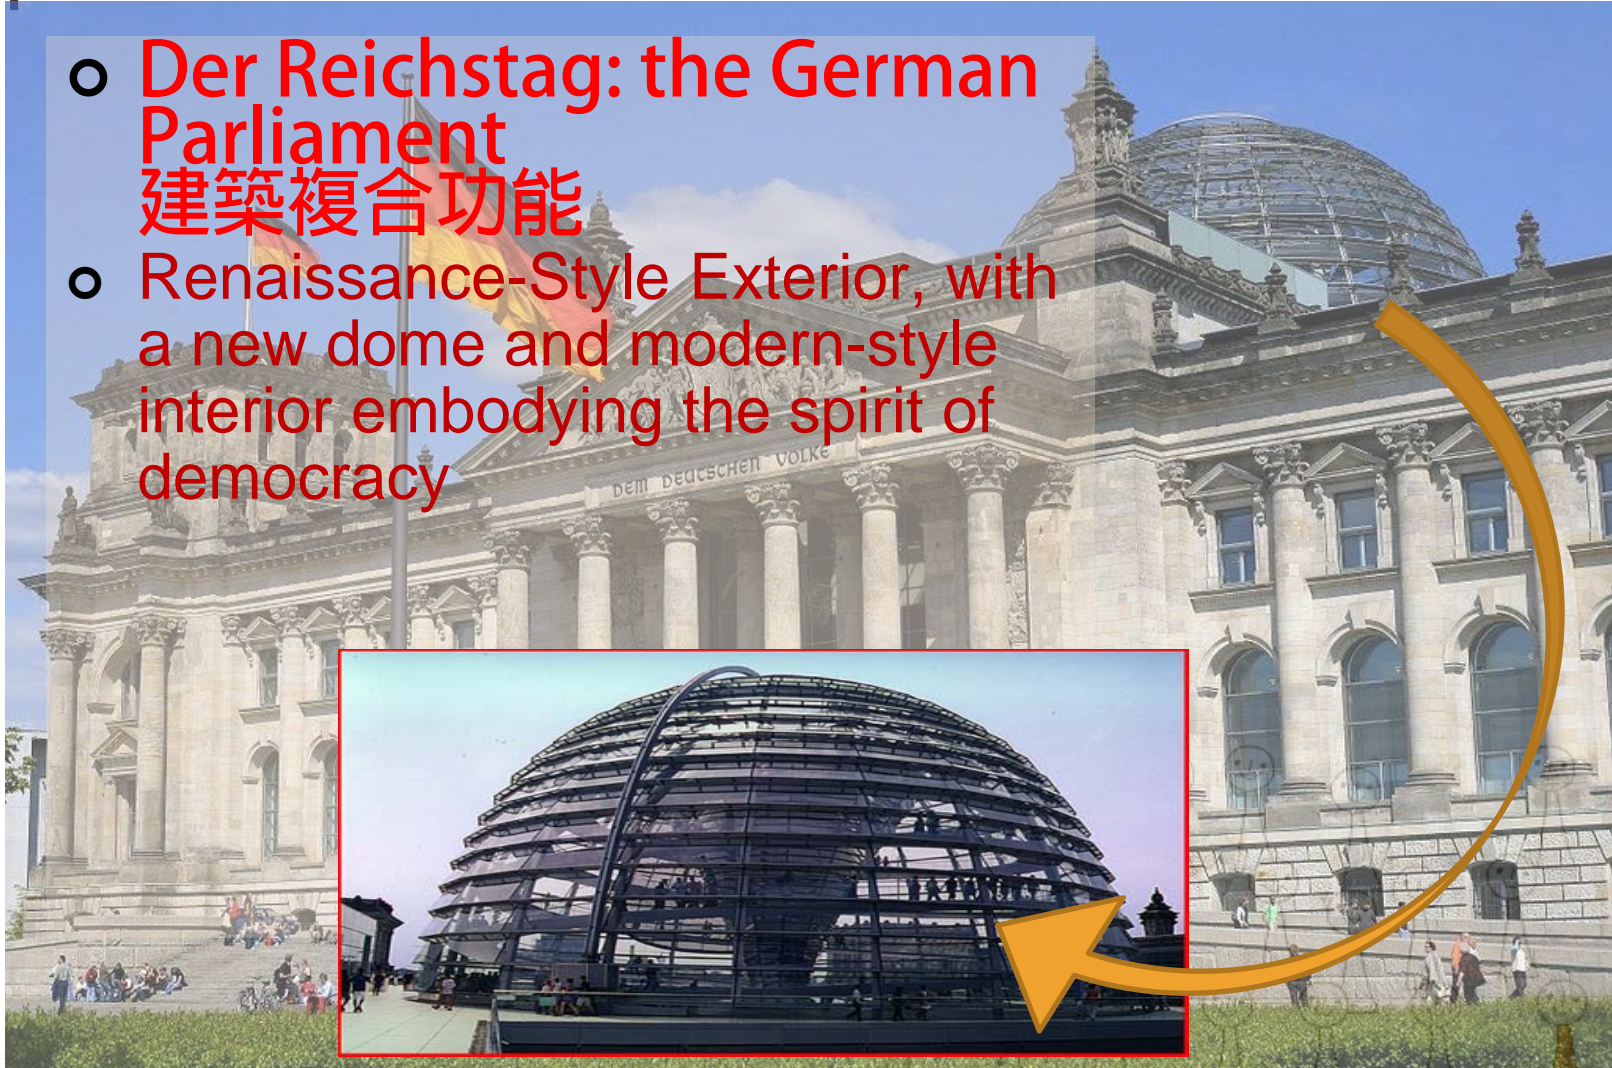 Der Reichstag: the German
Parliament
建築複合功能
Renaissance-Style Exterior, with
a new dome and modern-style
interior embodying the spirit of
democracy
DEM DEUTSCHEN VOLKE